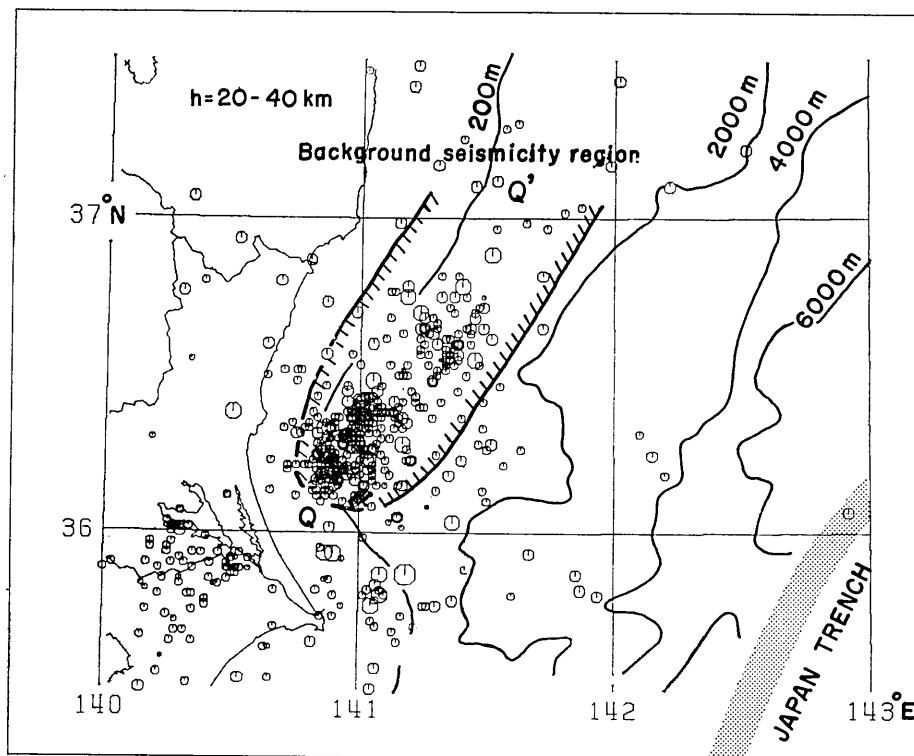 h=20-40 km
200m
2000m
4000m
Background seismicity region
Q'
37°N
6000m
Q
36
JAPAN TRENCH
140
141
142
143°E